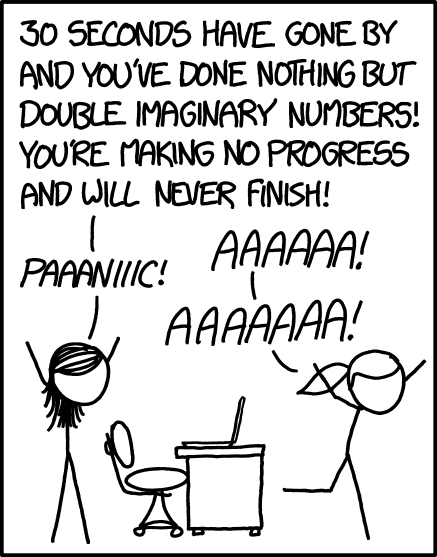 30 SECONDS HAVE GONE BY
AND YOU'VE DONE NOTHING BUT
DOUBLE IMAGINARY NUMBERS!
YOU'RE MAKING NO PROGRESS
AND WILL NEVER FINISH!
PAAANIIIC!
AAAAAA!
AAAAAAA!